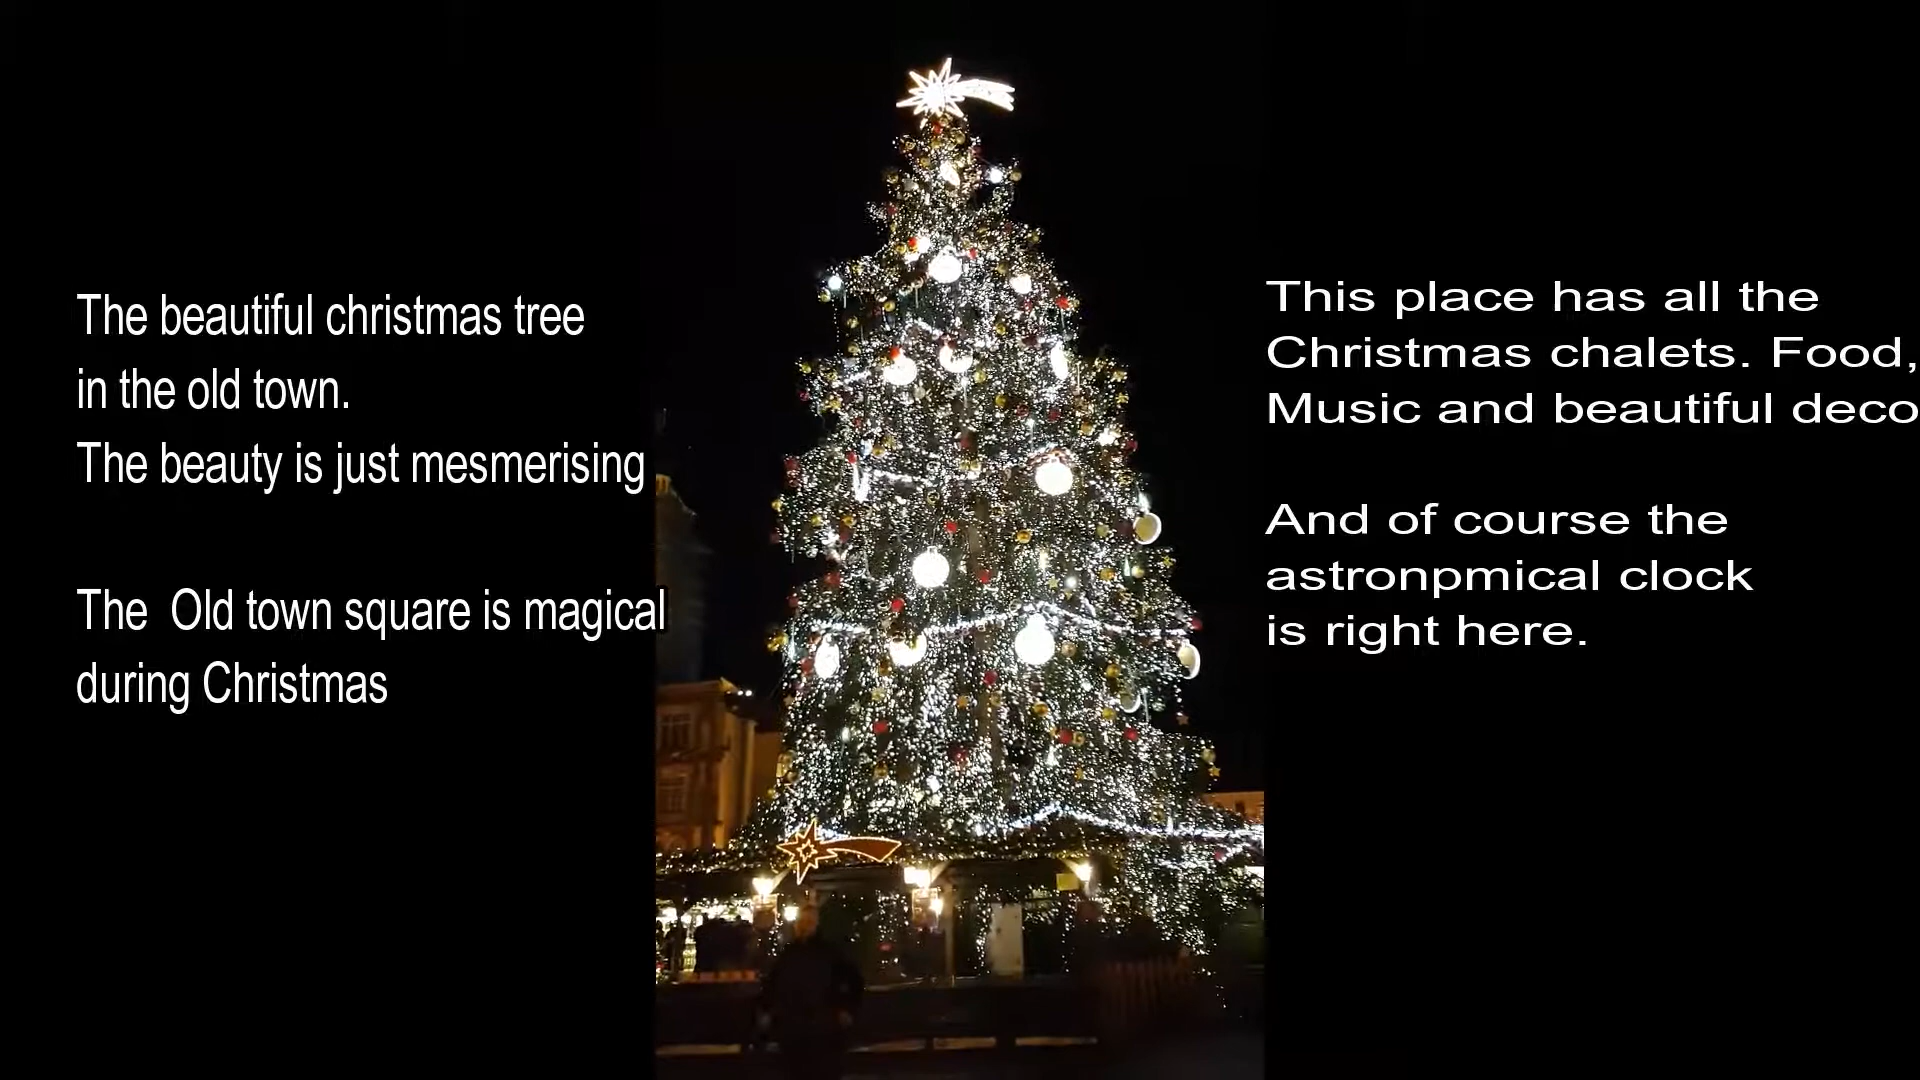 The beautiful christmas tree
in the old town.
The beauty is just mesmerising
The  Old town square is magical
during Christmas
This place has all the
Christmas chalets. Food,
Music and beautiful deco
And of course the
astronpmical clock
is right here.